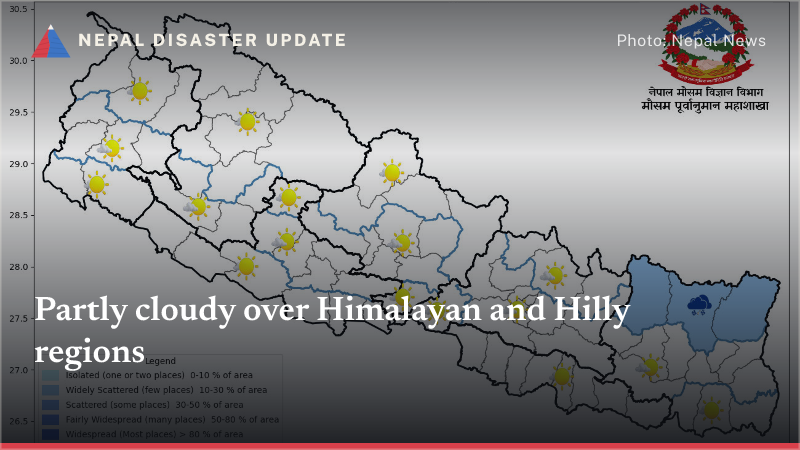 30.5
NEPAL DISASTER UPDATE
Photo: Nepal News
30.0
नेपाल मौसम विज्ञान विभाग
मौसम पूर्वानुमान महाशाखा
29.5
29.0
28.5
28.0
27.5
Partly cloudy over Himalayan and Hilly
regions
Legend
27.0
Isolated (one or two places) 0-10 % of area
Widely Scattered (few places) 10-30 % of area
Scattered (some places) 30-50 % of area
Fairly Widespread (many places) 50-80 % of area
26.5
Widespread (Most places) > 80 % of area